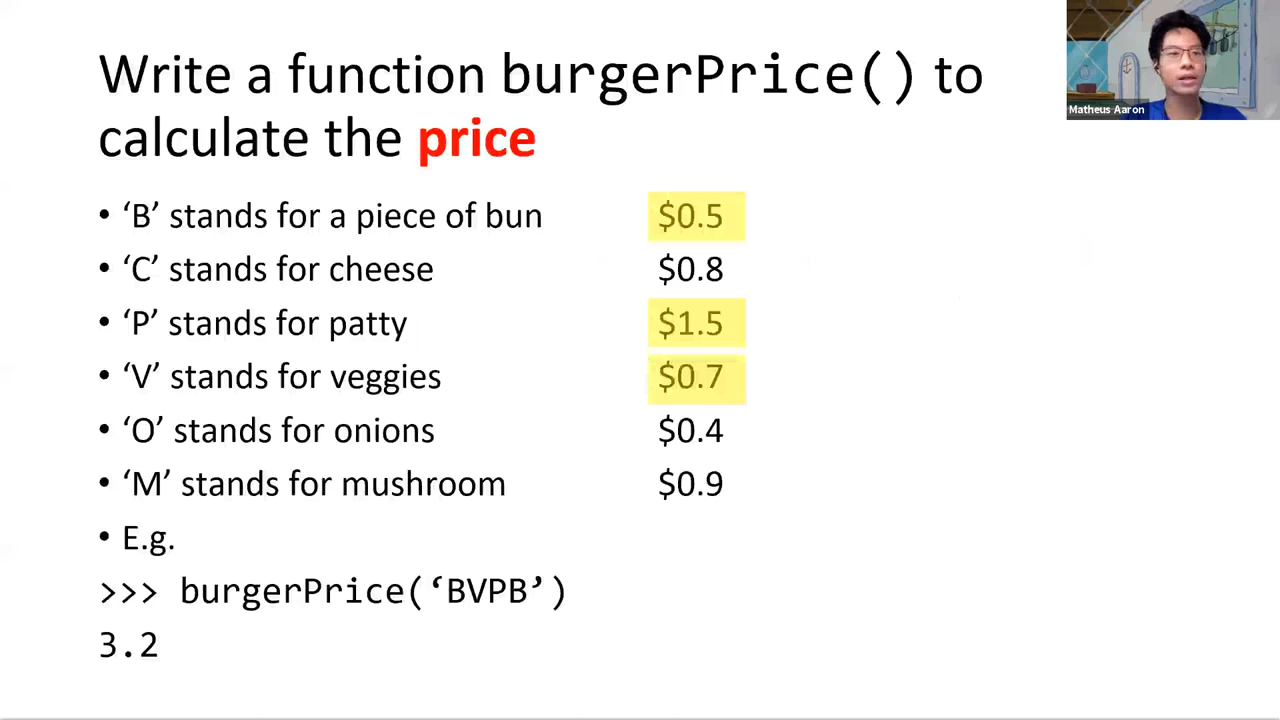 Write a function burgerPrice() to
calculate the price
• ‘B’ stands for a piece of bun $0.5
• ‘C’ stands for cheese $0.8
• ‘P’ stands for patty $1.5
• ‘V’ stands for veggies $0.7
• ‘O’ stands for onions $0.4
• ‘M’ stands for mushroom $0.9
• E.g.
>>> burgerPrice(‘BVPB’)
3.2
Matheus Aaron